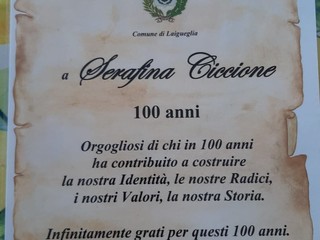 Comune di Laigueglia
a Serafina Ciccione
100 anni
Orgogliosi di chi in 100 anni
ha contribuito a costruire
la nostra Identità, le nostre Radici,
i nostri Valori, la nostra Storia.
Infinitamente grati per questi 100 anni.